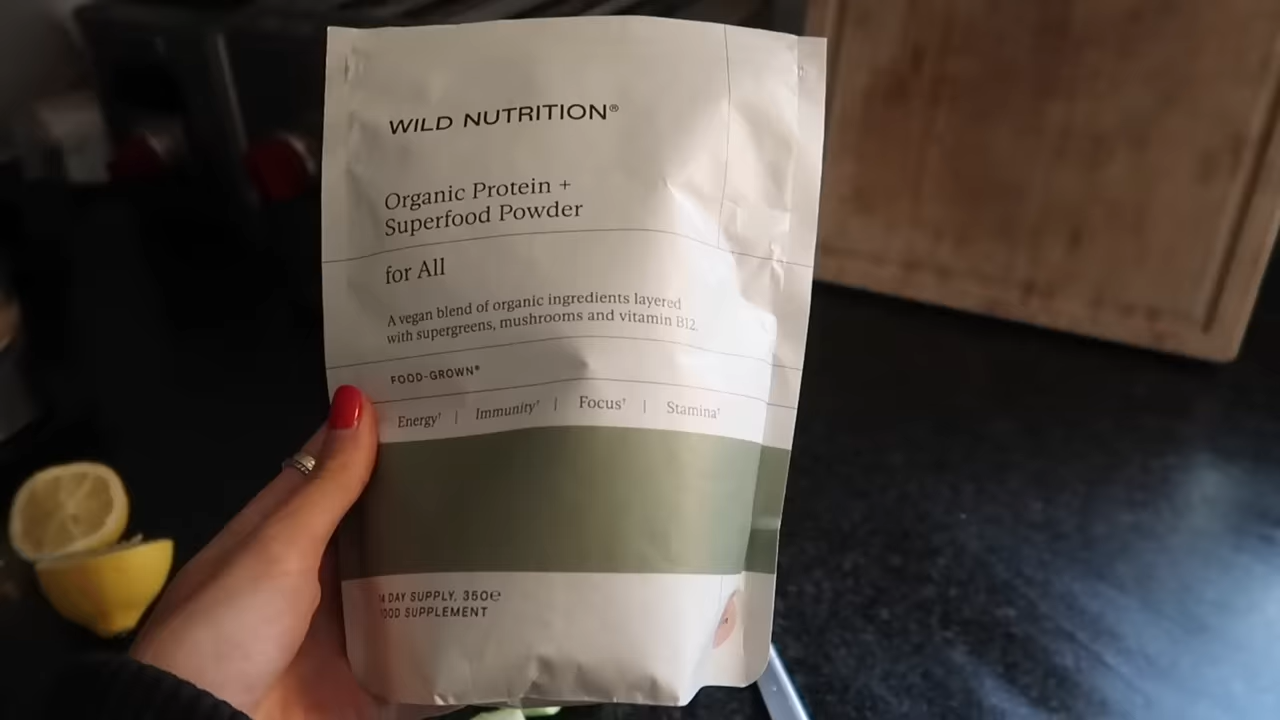 WILD NUTRITION®
Organic Protein +
Superfood Powder
for All
A vegan blend of organic ingredients layered
with supergreens, mushrooms and vitamin B12.
FOOD-GROWN®
Energy† | Immunity† | Focus† | Stamina†
DAY SUPPLY, 350e
SUPPLEMENT